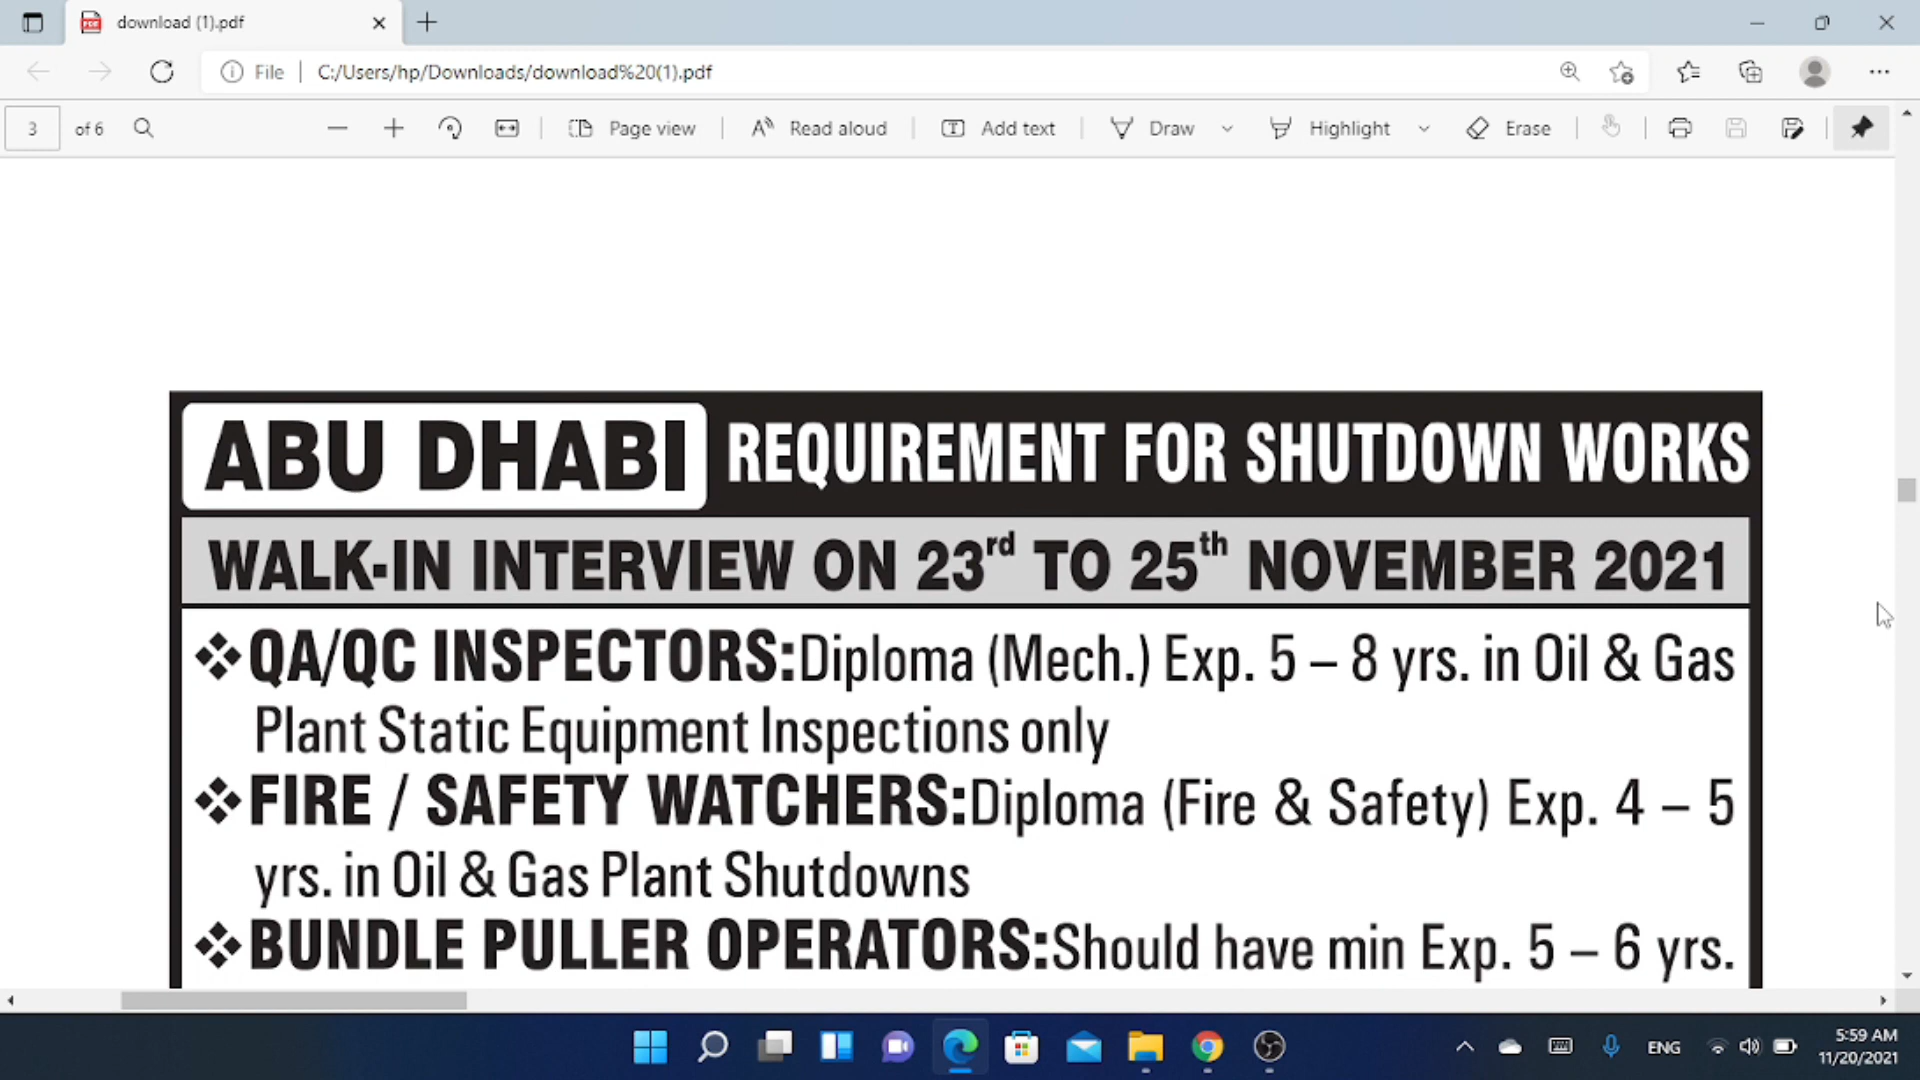 download (1).pdf
File C:/Users/hp/Downloads/download%20(1).pdf
3 of 6 Page view Read aloud Add text Draw Highlight Erase
ABU DHABI REQUIREMENT FOR SHUTDOWN WORKS
WALK-IN INTERVIEW ON 23rd TO 25th NOVEMBER 2021
❖QA/QC INSPECTORS:Diploma (Mech.) Exp. 5 – 8 yrs. in Oil & Gas
Plant Static Equipment Inspections only
❖FIRE / SAFETY WATCHERS:Diploma (Fire & Safety) Exp. 4 – 5
yrs. in Oil & Gas Plant Shutdowns
❖BUNDLE PULLER OPERATORS:Should have min Exp. 5 – 6 yrs.
ENG
5:59 AM
11/20/2021